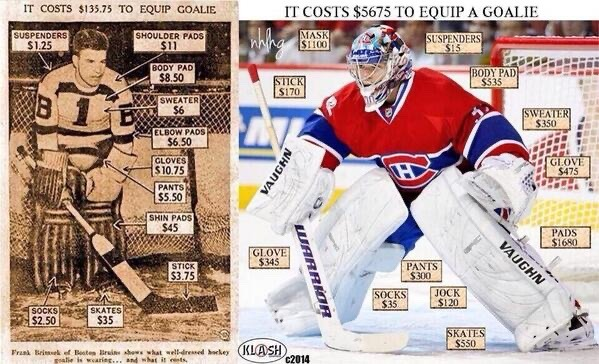 IT COSTS $135.75 TO EQUIP GOALIE
SUSPENDERS
$1.25
SHOULDER PADS
$11
BODY PAD
$8.50
SWEATER
$6
ELBOW PADS
$6.50
GLOVES
$10.75
PANTS
$5.50
SHIN PADS
$45
STICK
$3.75
SOCKS
$2.50
SKATES
$35
B 1 B
Frank Brimsek of Boston Bruins shows what well-dressed hockey
goalie is wearing... and what it costs.
IT COSTS $5675 TO EQUIP A GOALIE
nhhg
MASK
$1100
SUSPENDERS
$15
STICK
$170
BODY PAD
$535
SWEATER
$350
GLOVE
$475
PADS
$1680
GLOVE
$345
PANTS
$300
SOCKS
$35
JOCK
$120
SKATES
$550
VAUGHN
WARRIOR
VAUGHN
KLASH
c2014